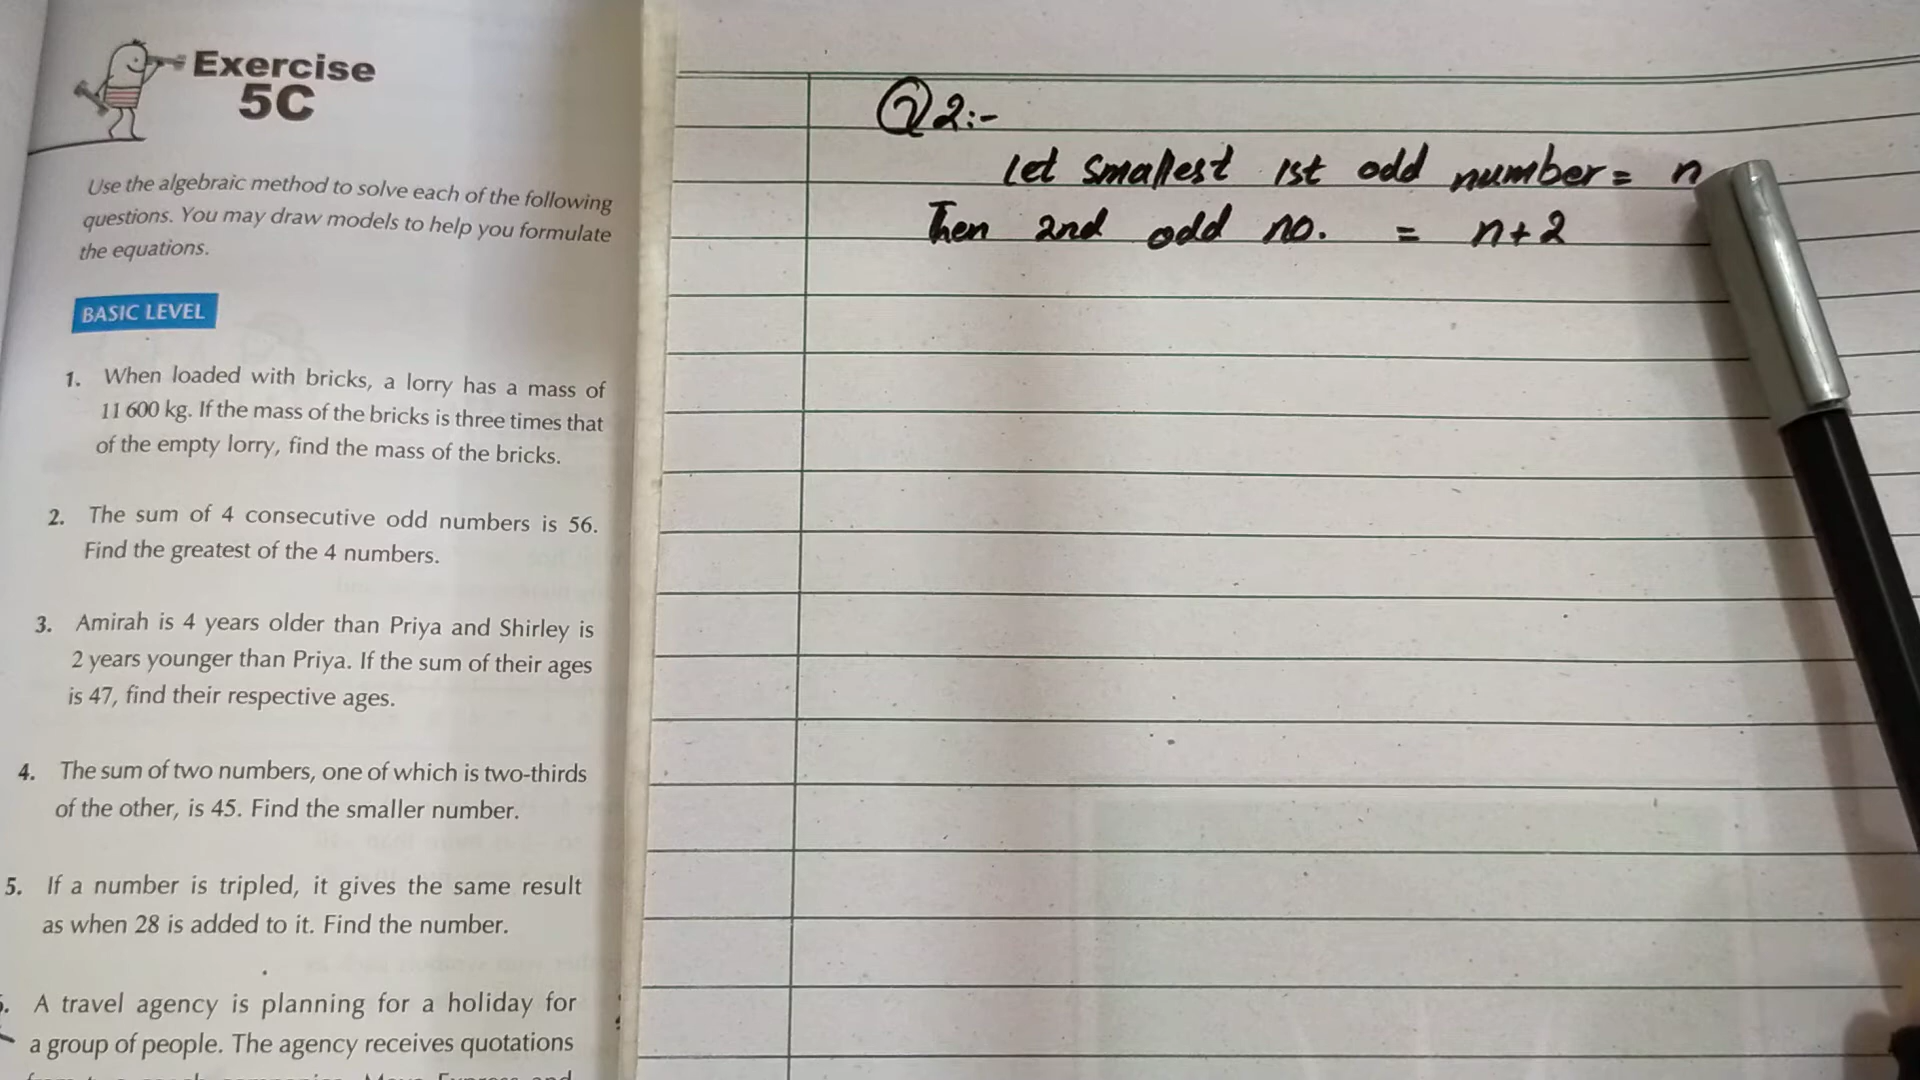 Exercise
5C
Use the algebraic method to solve each of the following
questions. You may draw models to help you formulate
the equations.
BASIC LEVEL
1. When loaded with bricks, a lorry has a mass of
11 600 kg. If the mass of the bricks is three times that
of the empty lorry, find the mass of the bricks.
2. The sum of 4 consecutive odd numbers is 56.
Find the greatest of the 4 numbers.
3. Amirah is 4 years older than Priya and Shirley is
2 years younger than Priya. If the sum of their ages
is 47, find their respective ages.
4. The sum of two numbers, one of which is two-thirds
of the other, is 45. Find the smaller number.
5. If a number is tripled, it gives the same result
as when 28 is added to it. Find the number.
A travel agency is planning for a holiday for
a group of people. The agency receives quotations
Q2:-
Let smallest 1st odd number = n
Then 2nd odd no. = n+2